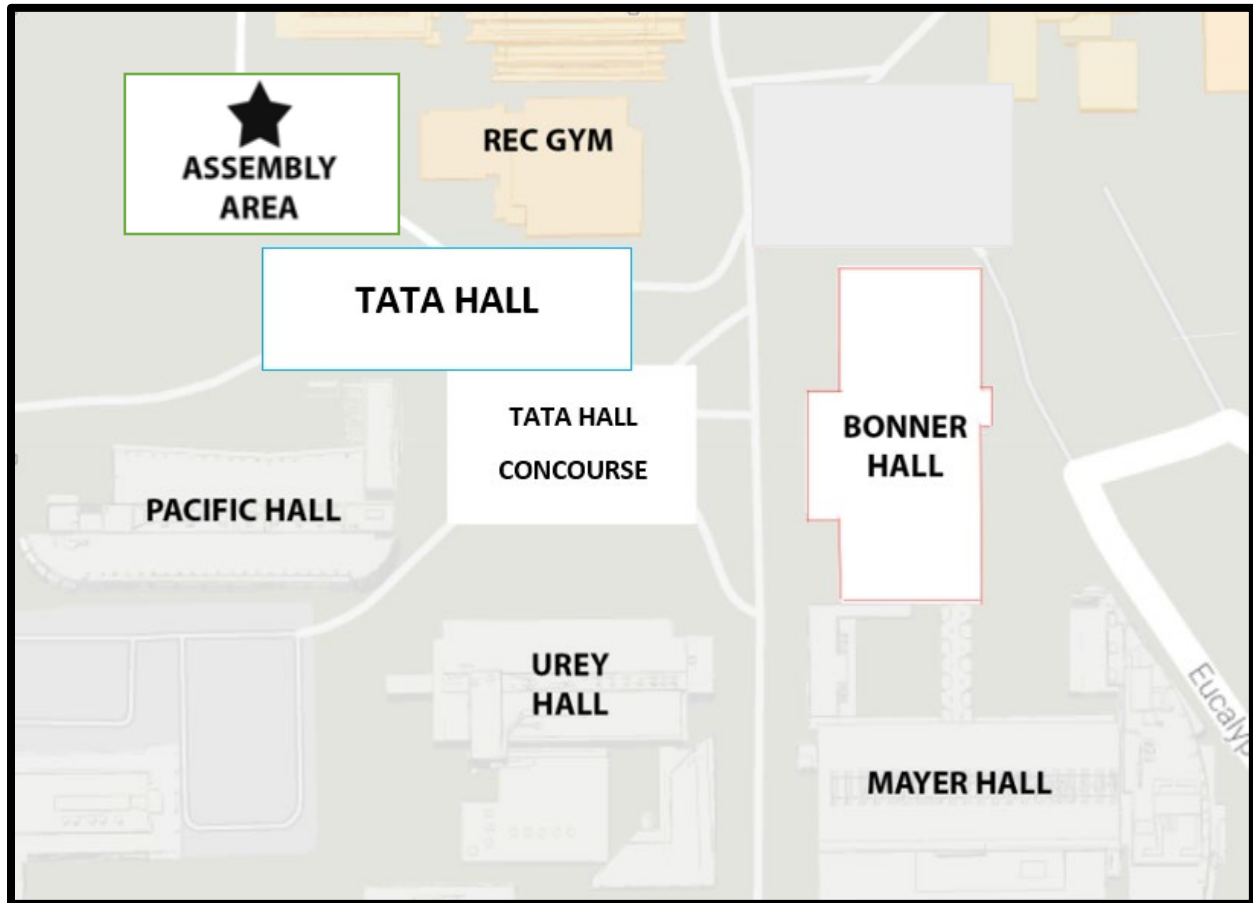 ASSEMBLY
AREA
REC GYM
TATA HALL
TATA HALL
CONCOURSE
BONNER
HALL
PACIFIC HALL
UREY
HALL
MAYER HALL